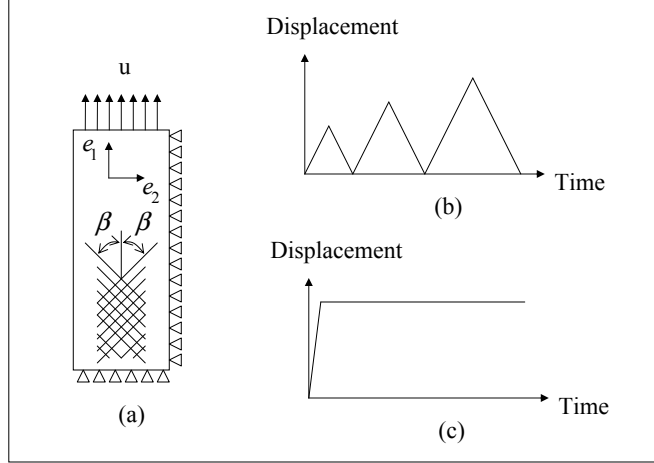 u
e₁
e₂
β β
(a)
Displacement
Time
(b)
Displacement
Time
(c)